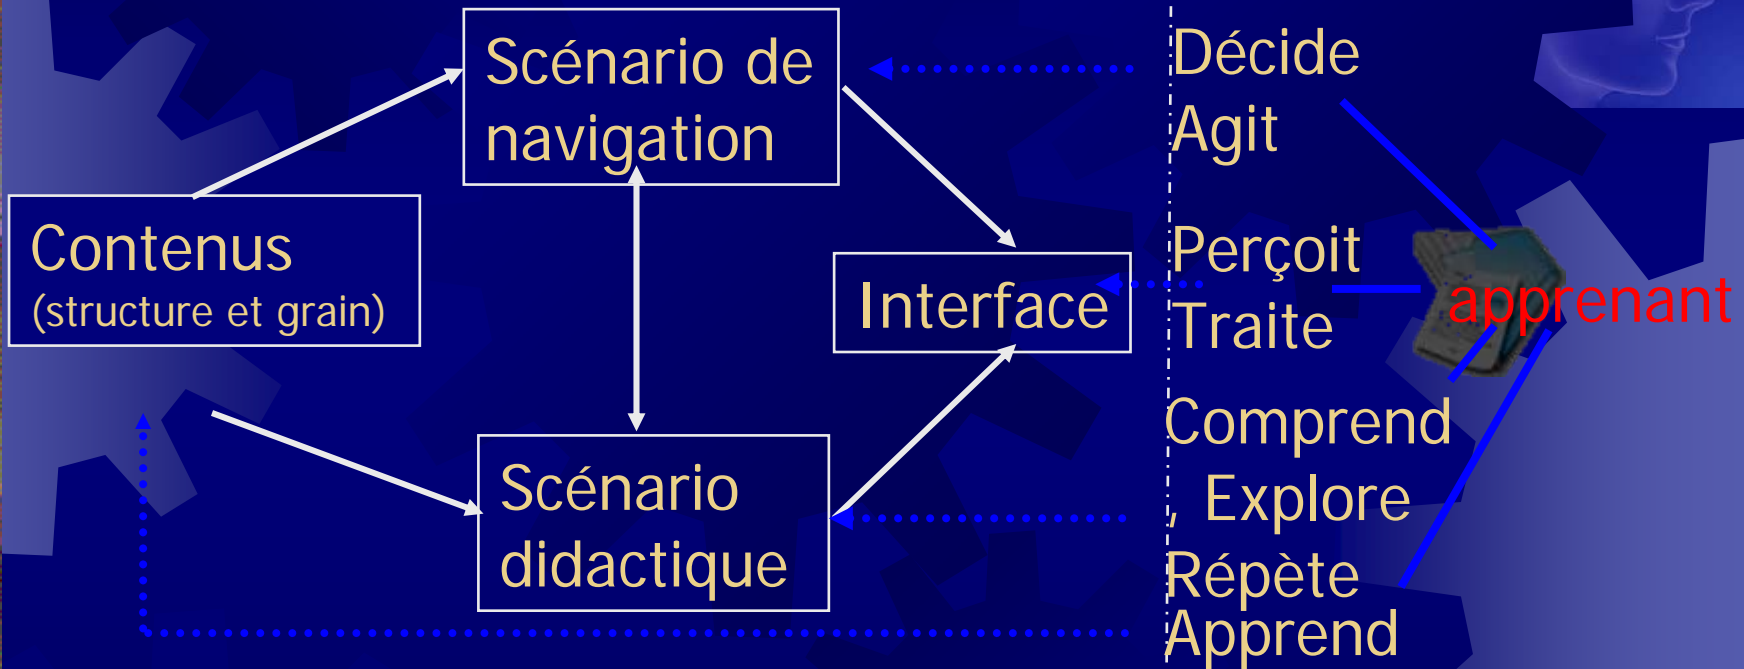 Scénario de
navigation
Contenus
(structure et grain)
Interface
Scénario
didactique
Décide
Agit
Perçoit
Traite
Comprend
, Explore
Répète
Apprend
apprenant